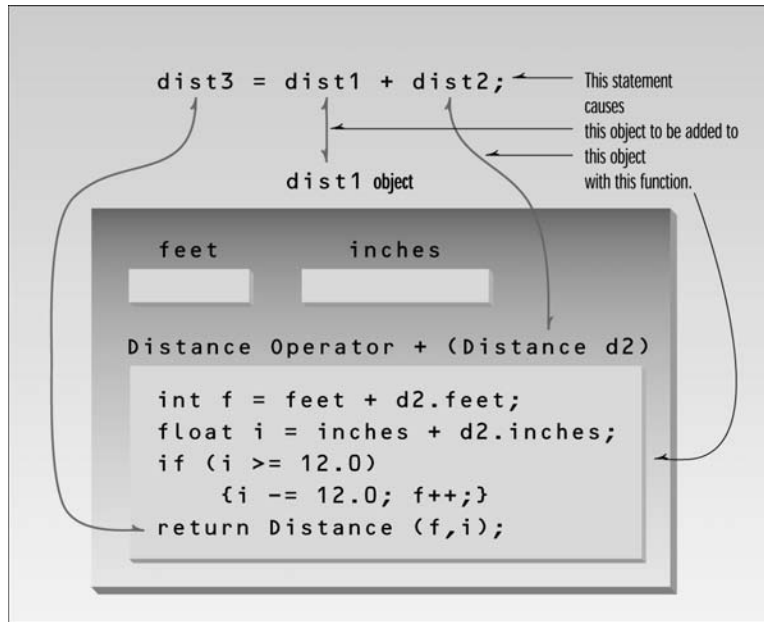 dist3 = dist1 + dist2;
This statement
causes
this object to be added to
this object
with this function.
dist1 object
feet inches
Distance Operator + (Distance d2)
int f = feet + d2.feet;
float i = inches + d2.inches;
if (i >= 12.0)
{i -= 12.0; f++;}
return Distance (f,i);